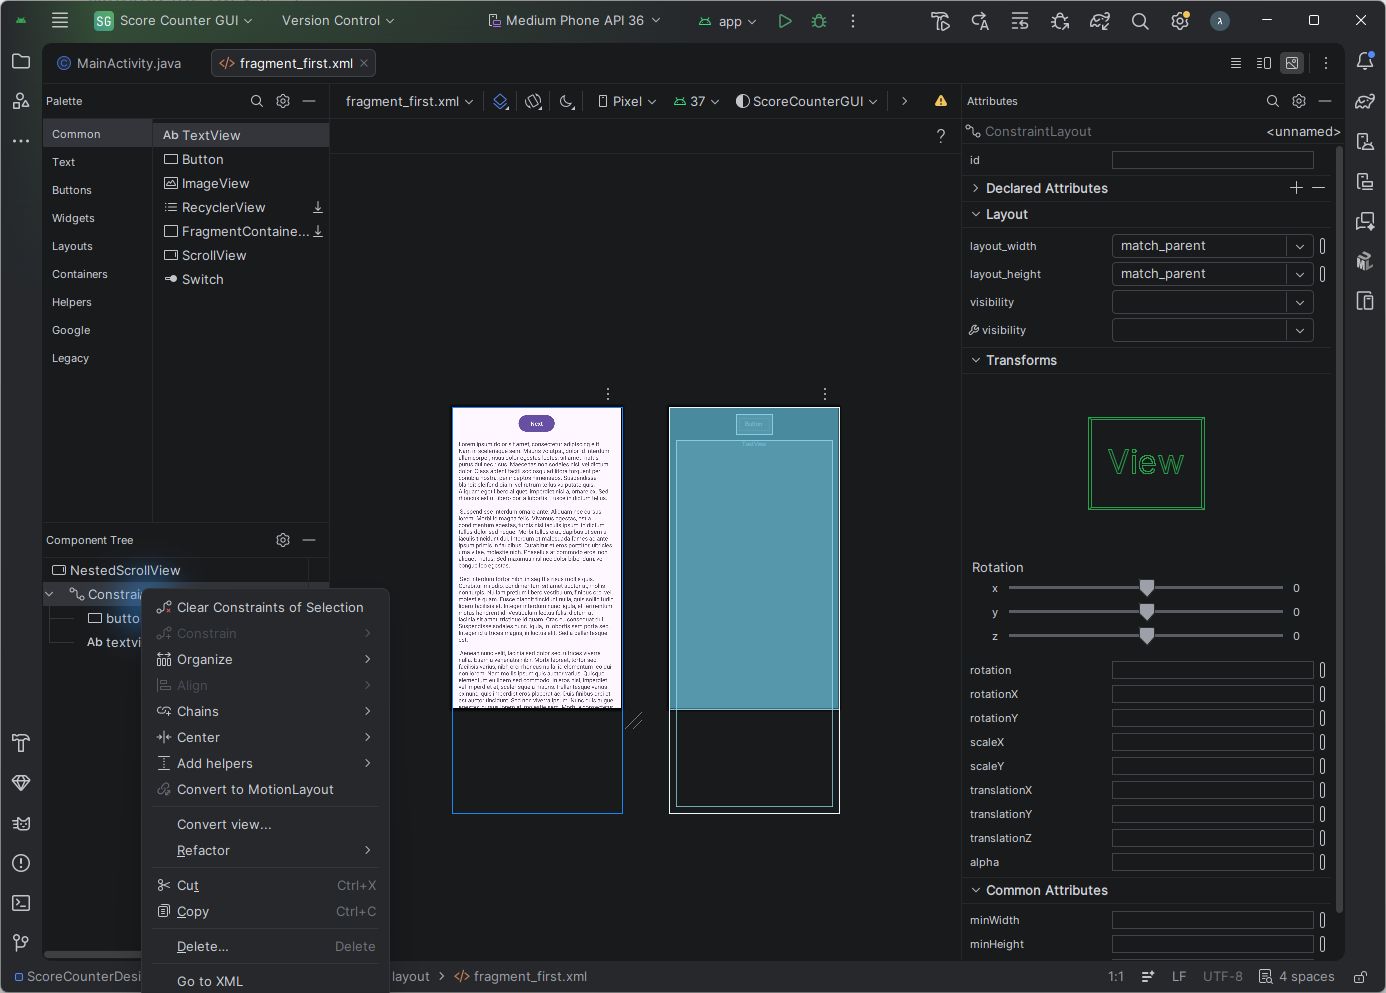 SG Score Counter GUI Version Control Medium Phone API 36 app λ
MainActivity.java fragment_first.xml
Palette fragment_first.xml Pixel 37 ScoreCounterGUI Attributes
Common
Text
Buttons
Widgets
Layouts
Containers
Helpers
Google
Legacy
Ab TextView
Button
ImageView
RecyclerView
FragmentContaine...
ScrollView
Switch
?
ConstraintLayout <unnamed>
id
Declared Attributes
Layout
layout_width match_parent
layout_height match_parent
visibility
visibility
Transforms
View
Rotation
x 0
y 0
z 0
rotation
rotationX
rotationY
scaleX
scaleY
translationX
translationY
translationZ
alpha
Common Attributes
minWidth
minHeight
Next
Button
TextView
Component Tree
NestedScrollView
Constrai
butto
Ab textvi
Clear Constraints of Selection
Constrain
Organize
Align
Chains
Center
Add helpers
Convert to MotionLayout
Convert view...
Refactor
Cut Ctrl+X
Copy Ctrl+C
Delete... Delete
Go to XML
ScoreCounterDesi layout fragment_first.xml 1:1 LF UTF-8 4 spaces